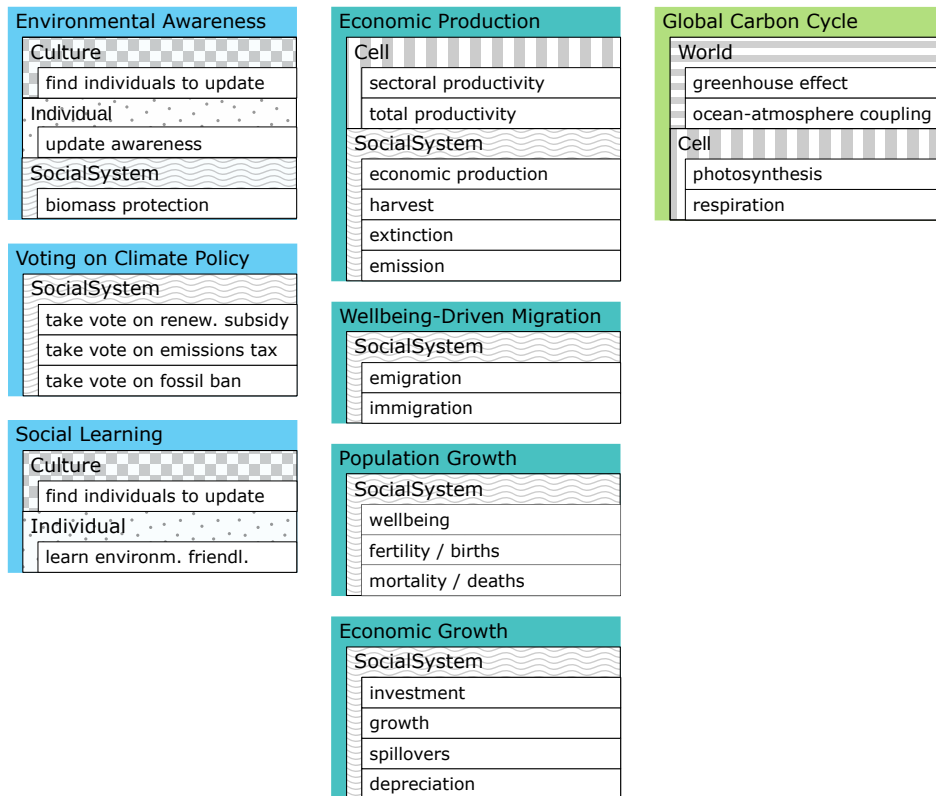 Environmental Awareness
Culture
find individuals to update
Individual
update awareness
SocialSystem
biomass protection
Voting on Climate Policy
SocialSystem
take vote on renew. subsidy
take vote on emissions tax
take vote on fossil ban
Social Learning
Culture
find individuals to update
Individual
learn environm. friendl.
Economic Production
Cell
sectoral productivity
total productivity
SocialSystem
economic production
harvest
extinction
emission
Wellbeing-Driven Migration
SocialSystem
emigration
immigration
Population Growth
SocialSystem
wellbeing
fertility / births
mortality / deaths
Economic Growth
SocialSystem
investment
growth
spillovers
depreciation
Global Carbon Cycle
World
greenhouse effect
ocean-atmosphere coupling
Cell
photosynthesis
respiration